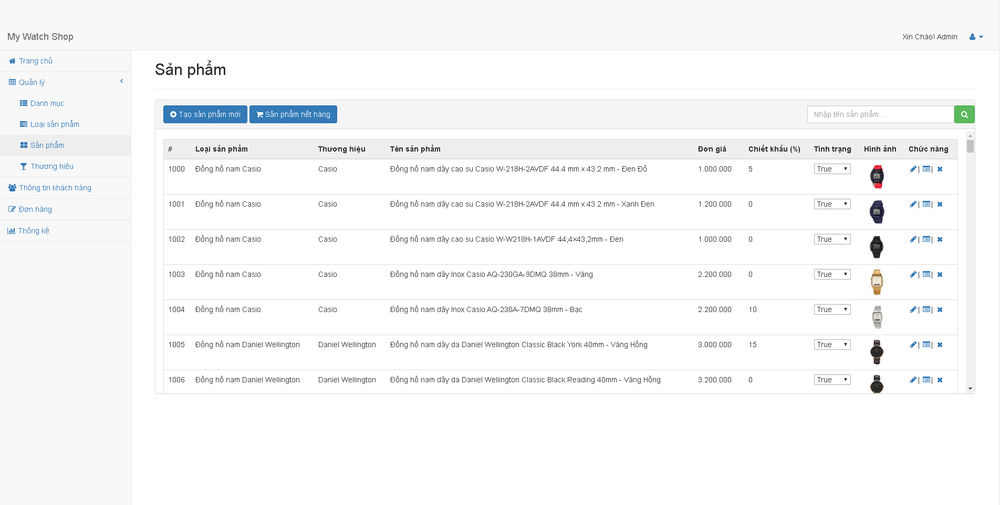 My Watch Shop
Xin Chào! Admin
Trang chủ
Quản lý
Danh mục
Loại sản phẩm
Sản phẩm
Thương hiệu
Thông tin khách hàng
Đơn hàng
Thống kê
Sản phẩm
Tạo sản phẩm mới Sản phẩm hết hàng Nhập tên sản phẩm...
# Loại sản phẩm Thương hiệu Tên sản phẩm Đơn giá Chiết khấu (%) Tình trạng Hình ảnh Chức năng
1000 Đồng hồ nam Casio Casio Đồng hồ nam dây cao su Casio W-218H-2AVDF 44.4 mm x 43.2 mm - Đen Đỏ 1.000.000 5 True | |
1001 Đồng hồ nam Casio Casio Đồng hồ nam dây cao su Casio W-218H-2AVDF 44.4 mm x 43.2 mm - Xanh Đen 1.200.000 0 True | |
1002 Đồng hồ nam Casio Casio Đồng hồ nam dây cao su Casio W-W218H-1AVDF 44,4×43,2mm - Đen 1.000.000 0 True | |
1003 Đồng hồ nam Casio Casio Đồng hồ nam dây Inox Casio AQ-230GA-9DMQ 38mm - Vàng 2.200.000 0 True | |
1004 Đồng hồ nam Casio Casio Đồng hồ nam dây Inox Casio AQ-230A-7DMQ 38mm - Bạc 2.200.000 10 True | |
1005 Đồng hồ nam Daniel Wellington Daniel Wellington Đồng hồ nam dây da Daniel Wellington Classic Black York 40mm - Vàng Hồng 3.000.000 15 True | |
1006 Đồng hồ nam Daniel Wellington Daniel Wellington Đồng hồ nam dây da Daniel Wellington Classic Black Reading 40mm - Vàng Hồng 3.200.000 0 True | |